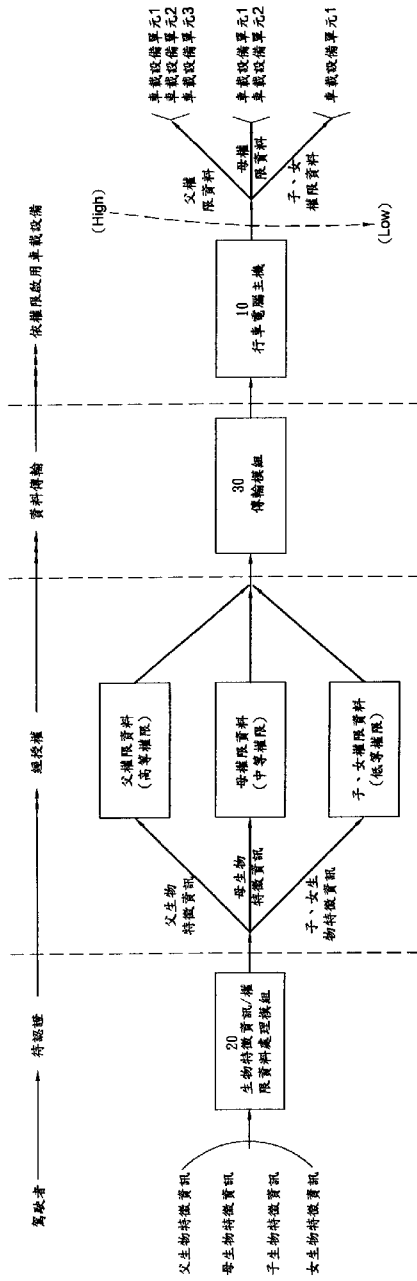 駕駛者
待認證
經授權
資料傳輸
依權限啟用車載設備
父生物特徵資訊
母生物特徵資訊
子生物特徵資訊
女生物特徵資訊
20
生物特徵資訊/權
限資料處理模組
父生物
特徵資訊
母生物
特徵資訊
子、女生
物特徵資訊
父權限資料
(高等權限)
母權限資料
(中等權限)
子、女權限資料
(低等權限)
30
傳輸模組
10
行車電腦主機
(High)
(Low)
父權
限資料
母權
限資料
子、女
權限資料
車載設備單元1
車載設備單元2
車載設備單元3
車載設備單元1
車載設備單元2
車載設備單元1